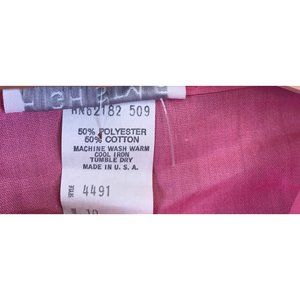 RN62182 509
50% POLYESTER
50% COTTON
MACHINE WASH WARM
COOL IRON
TUMBLE DRY
MADE IN U.S.A.
STYLE 4491